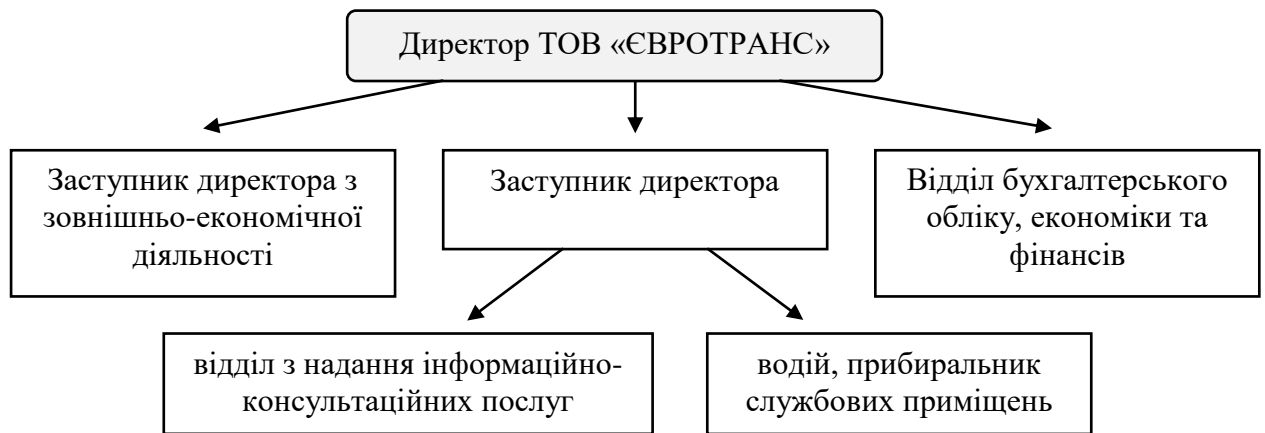 Директор ТОВ «ЄВРОТРАНС»
Заступник директора з
зовнішньо-економічної
діяльності
Заступник директора
Відділ бухгалтерського
обліку, економіки та
фінансів
відділ з надання інформаційно-
консультаційних послуг
водій, прибиральник
службових приміщень